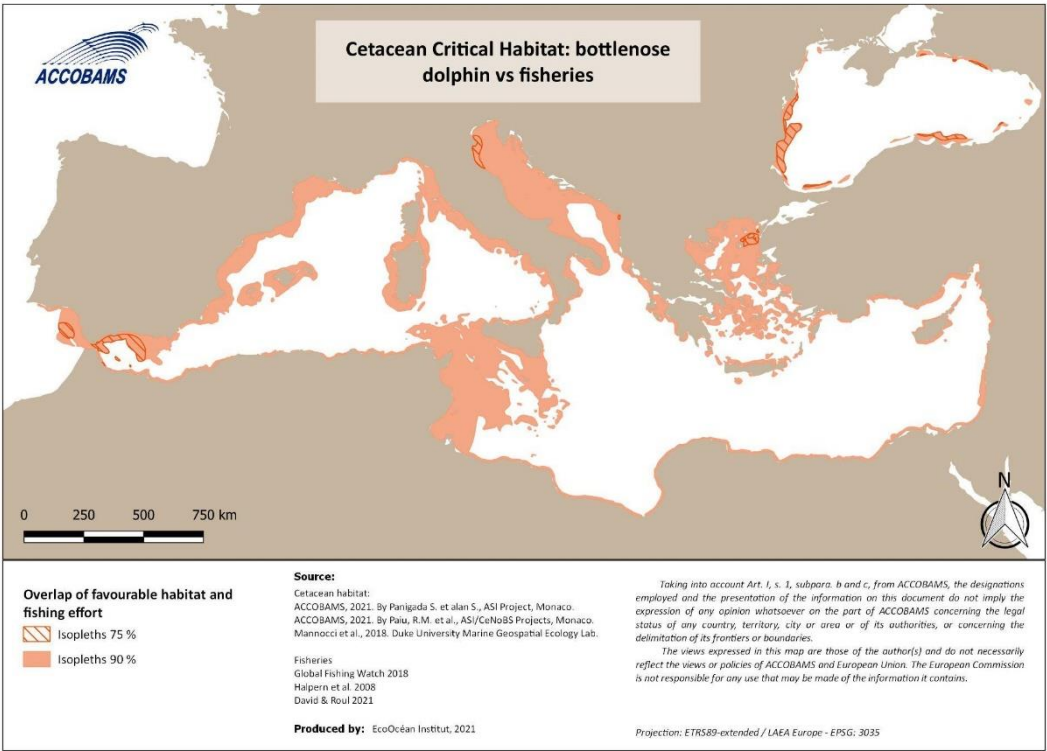 ACCOBAMS
Cetacean Critical Habitat: bottlenose
dolphin vs fisheries
N
0 250 500 750 km
Overlap of favourable habitat and
fishing effort
Isopleths 75 %
Isopleths 90 %
Source:
Cetacean habitat:
ACCOBAMS, 2021. By Panigada S. et alan S., ASI Project, Monaco.
ACCOBAMS, 2021. By Paiu, R.M. et al., ASI/CeNoBS Projects, Monaco.
Mannocci et al., 2018. Duke University Marine Geospatial Ecology Lab.
Fisheries
Global Fishing Watch 2018
Halpern et al. 2008
David & Roul 2021
Produced by: EcoOcéan Institut, 2021
Taking into account Art. I, s. 1, subpara. b and c, from ACCOBAMS, the designations
employed and the presentation of the information on this document do not imply the
expression of any opinion whatsoever on the part of ACCOBAMS concerning the legal
status of any country, territory, city or area or of its authorities, or concerning the
delimitation of its frontiers or boundaries.
The views expressed in this map are those of the author(s) and do not necessarily
reflect the views or policies of ACCOBAMS and European Union. The European Commission
is not responsible for any use that may be made of the information it contains.
Projection: ETRS89-extended / LAEA Europe - EPSG: 3035